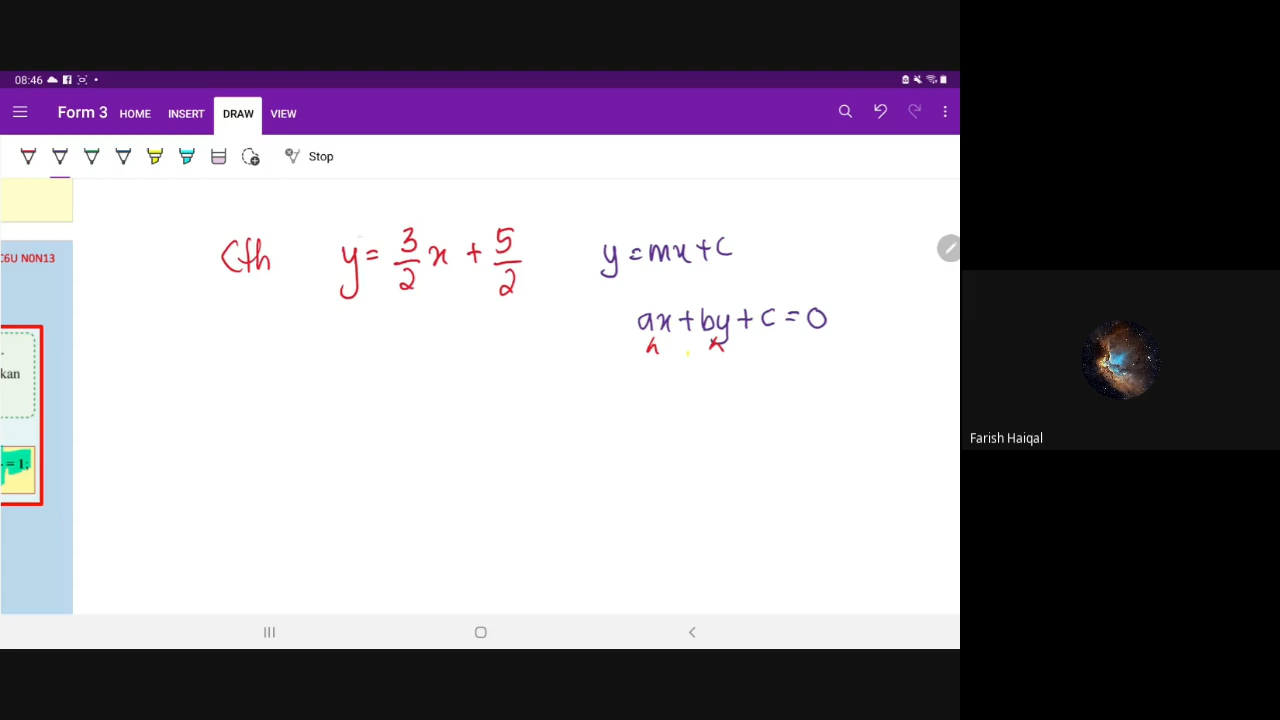 08:46
Form 3 HOME INSERT DRAW VIEW
Stop
C6U N0N13
kan
= 1.
Cth y = 3/2 x + 5/2
y = mx + c
ax + by + c = 0
Farish Haiqal